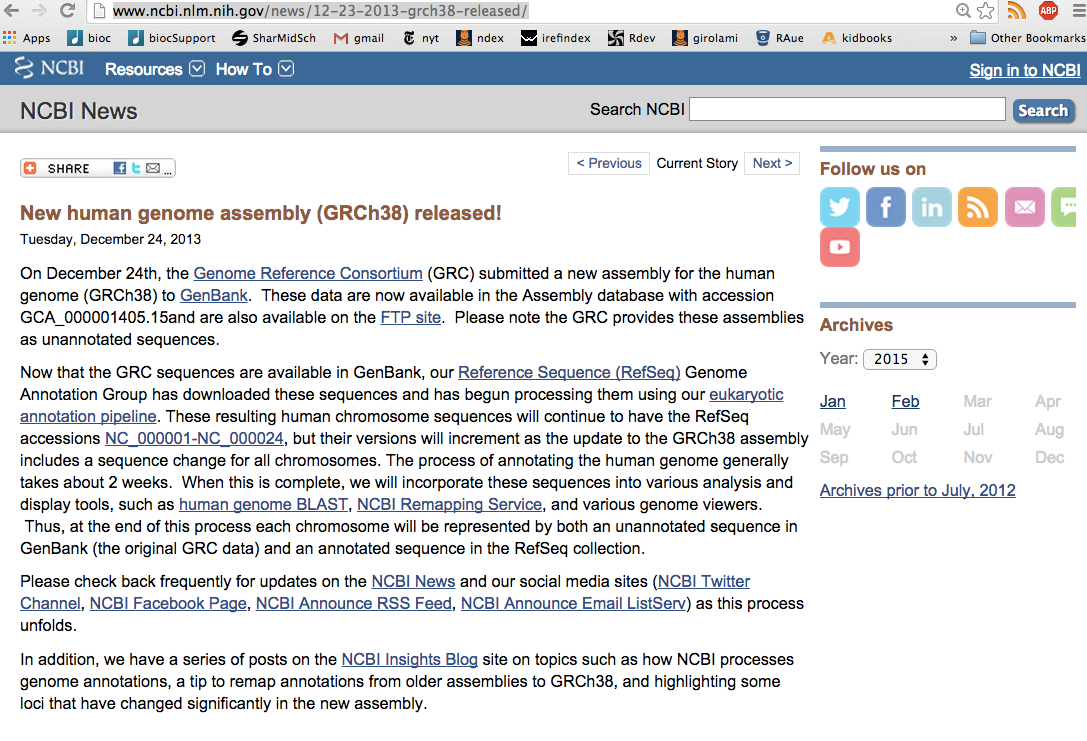 www.ncbi.nlm.nih.gov/news/12-23-2013-grch38-released/
ABP
Apps bioc biocSupport SharMidSch gmail nyt ndex irefindex Rdev girolami RAue kidbooks » Other Bookmarks
NCBI Resources How To Sign in to NCBI
NCBI News Search NCBI Search
SHARE ...
< Previous Current Story Next >
New human genome assembly (GRCh38) released!
Tuesday, December 24, 2013
On December 24th, the Genome Reference Consortium (GRC) submitted a new assembly for the human
genome (GRCh38) to GenBank. These data are now available in the Assembly database with accession
GCA_000001405.15and are also available on the FTP site. Please note the GRC provides these assemblies
as unannotated sequences.
Now that the GRC sequences are available in GenBank, our Reference Sequence (RefSeq) Genome
Annotation Group has downloaded these sequences and has begun processing them using our eukaryotic
annotation pipeline. These resulting human chromosome sequences will continue to have the RefSeq
accessions NC_000001-NC_000024, but their versions will increment as the update to the GRCh38 assembly
includes a sequence change for all chromosomes. The process of annotating the human genome generally
takes about 2 weeks. When this is complete, we will incorporate these sequences into various analysis and
display tools, such as human genome BLAST, NCBI Remapping Service, and various genome viewers.
Thus, at the end of this process each chromosome will be represented by both an unannotated sequence in
GenBank (the original GRC data) and an annotated sequence in the RefSeq collection.
Please check back frequently for updates on the NCBI News and our social media sites (NCBI Twitter
Channel, NCBI Facebook Page, NCBI Announce RSS Feed, NCBI Announce Email ListServ) as this process
unfolds.
In addition, we have a series of posts on the NCBI Insights Blog site on topics such as how NCBI processes
genome annotations, a tip to remap annotations from older assemblies to GRCh38, and highlighting some
loci that have changed significantly in the new assembly.
Follow us on
Archives
Year: 2015
Jan Feb Mar Apr
May Jun Jul Aug
Sep Oct Nov Dec
Archives prior to July, 2012